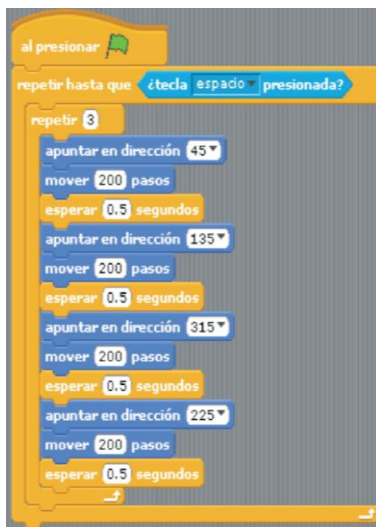 al presionar
repetir hasta que ¿tecla espacio presionada?
repetir 3
apuntar en dirección 45
mover 200 pasos
esperar 0.5 segundos
apuntar en dirección 135
mover 200 pasos
esperar 0.5 segundos
apuntar en dirección 315
mover 200 pasos
esperar 0.5 segundos
apuntar en dirección 225
mover 200 pasos
esperar 0.5 segundos